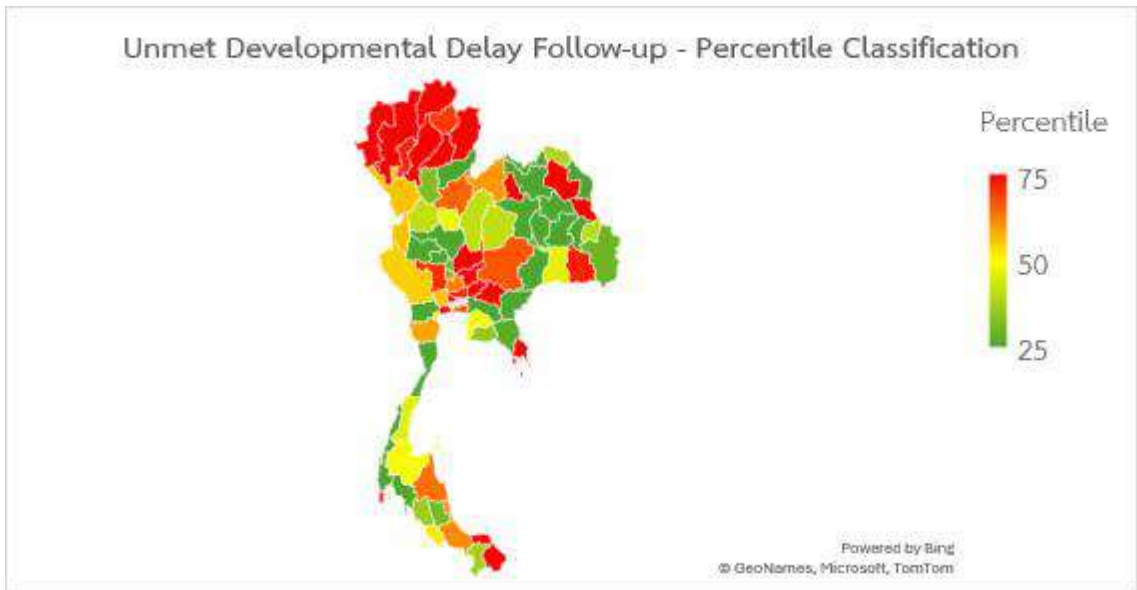 Unmet Developmental Delay Follow-up - Percentile Classification
Percentile
75
50
25
Powered by Bing
© GeoNames, Microsoft, TomTom